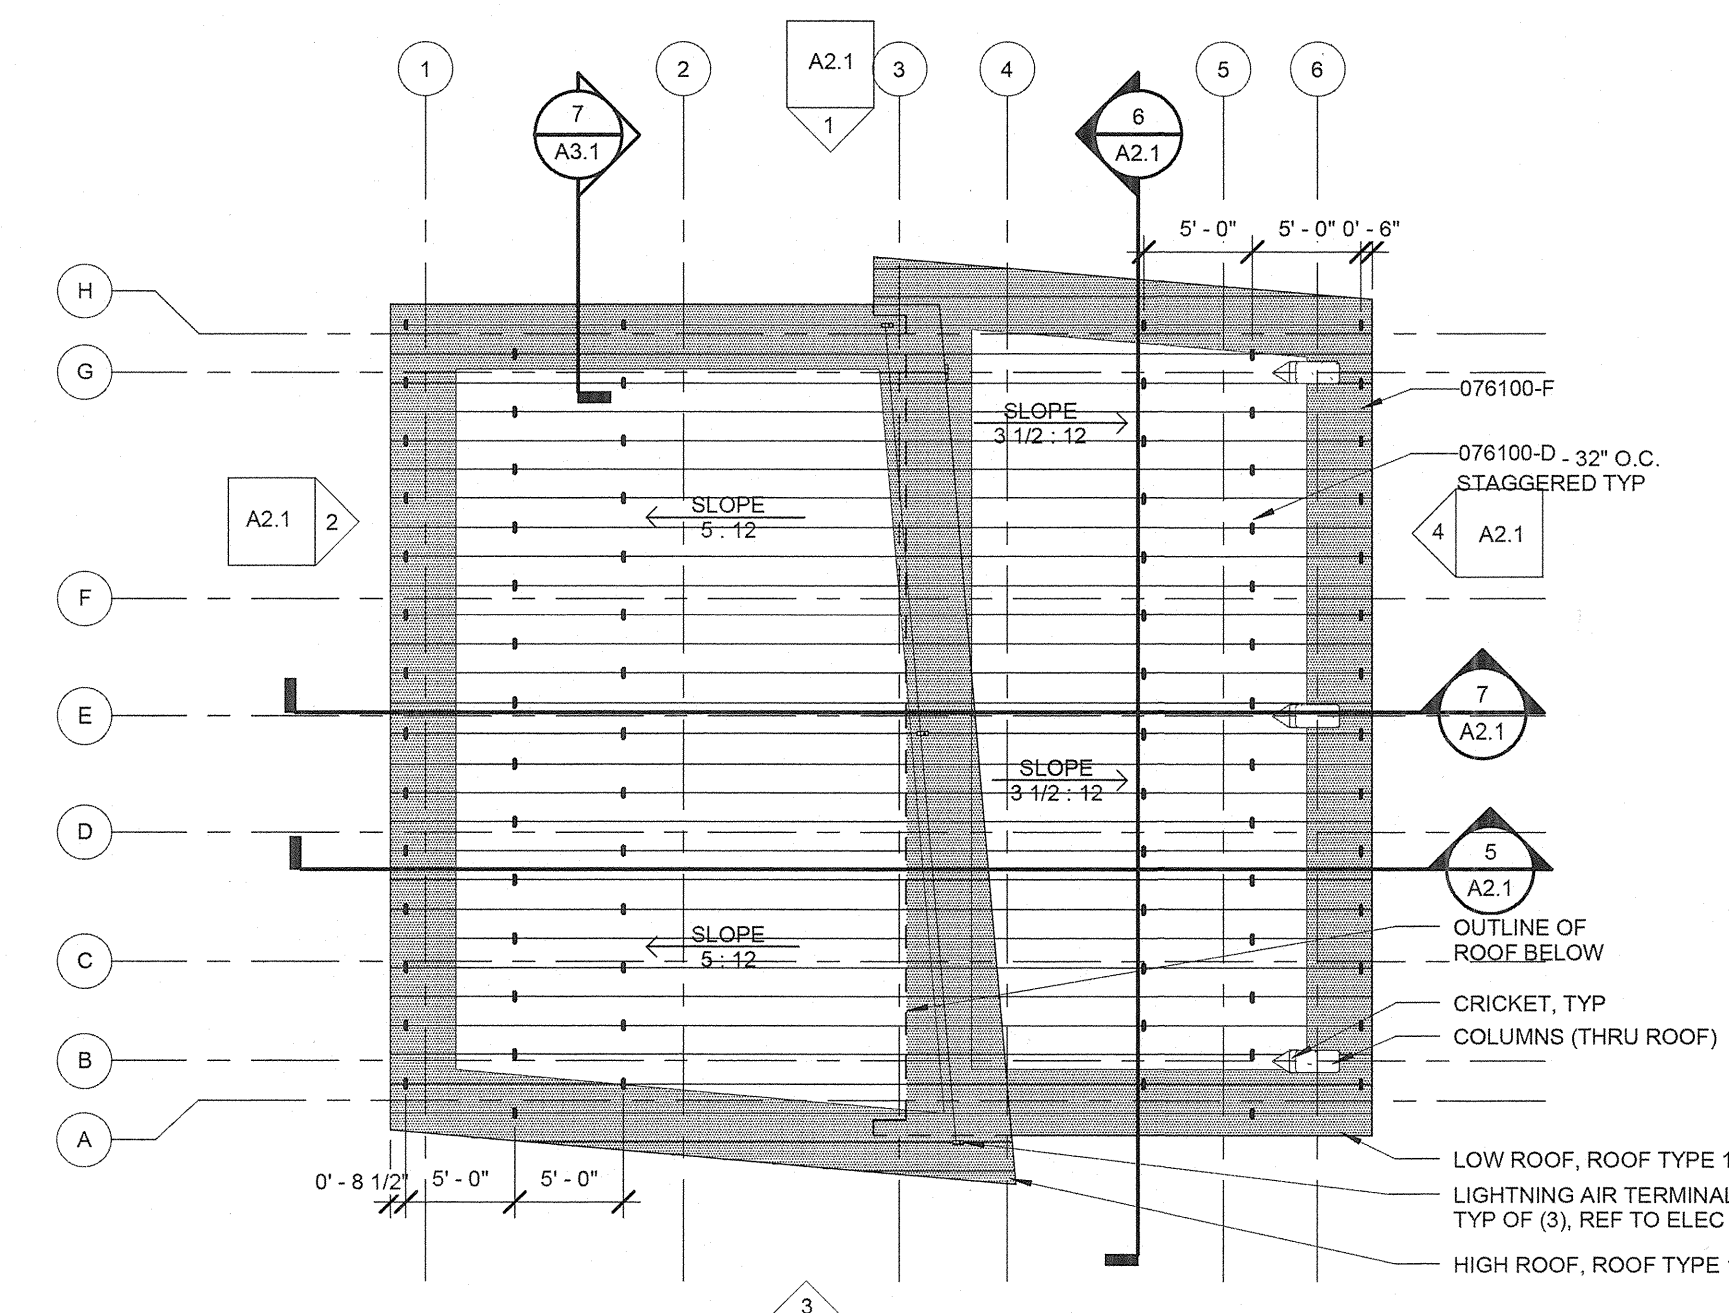 1
2
A2.1
1
3
4
5
6
7
A3.1
6
A2.1
5' - 0"
5' - 0"
0' - 6"
H
G
076100-F
SLOPE
3 1/2 : 12
076100-D - 32" O.C.
STAGGERED TYP
A2.1
2
SLOPE
5 : 12
4
A2.1
F
E
7
A2.1
SLOPE
3 1/2 : 12
D
5
A2.1
OUTLINE OF
ROOF BELOW
SLOPE
5 : 12
C
CRICKET, TYP
COLUMNS (THRU ROOF)
B
A
LOW ROOF, ROOF TYPE 1
0' - 8 1/2"
5' - 0"
5' - 0"
LIGHTNING AIR TERMINAL
TYP OF (3), REF TO ELEC
HIGH ROOF, ROOF TYPE
3